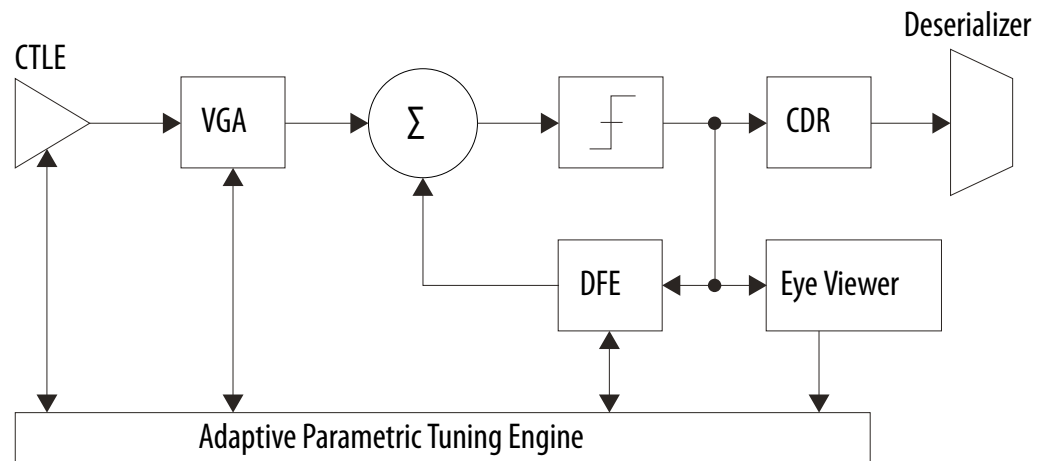 Deserializer
CTLE
VGA
Σ
CDR
DFE
Eye Viewer
Adaptive Parametric Tuning Engine